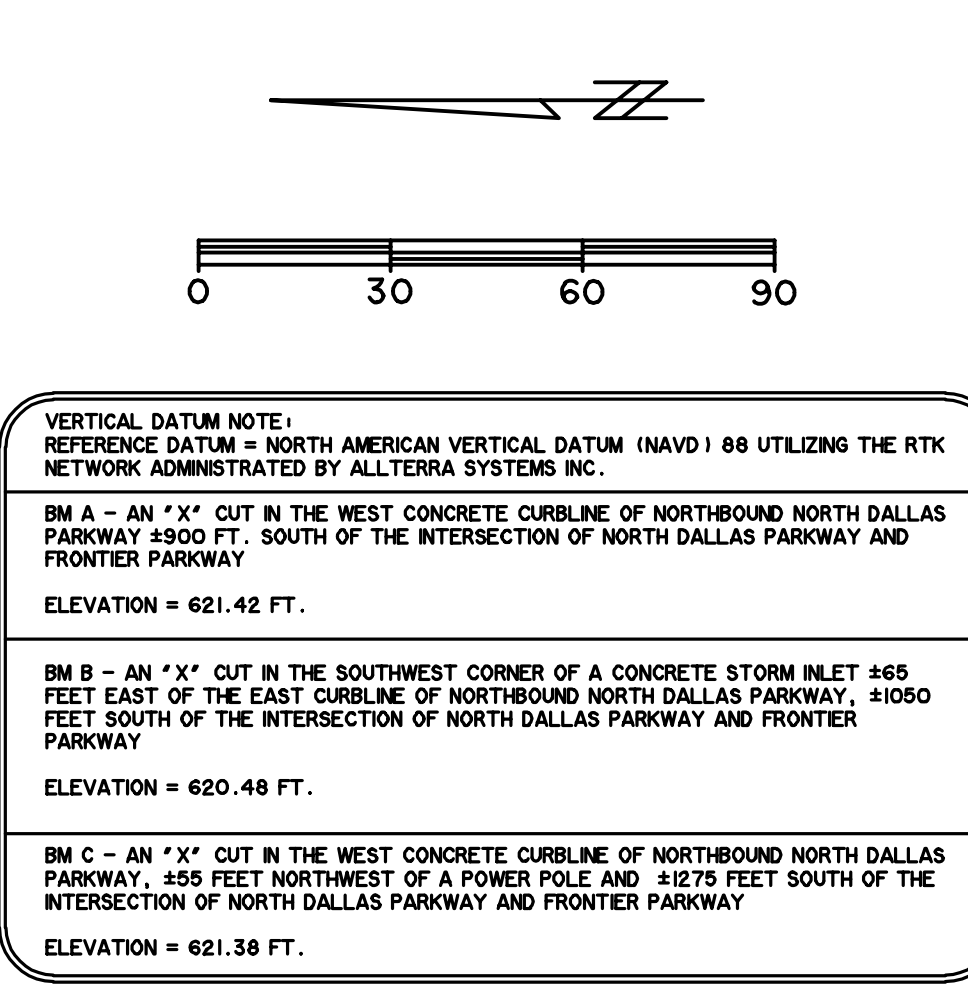 N
0 30 60 90
VERTICAL DATUM NOTE:
REFERENCE DATUM = NORTH AMERICAN VERTICAL DATUM (NAVD) 88 UTILIZING THE RTK
NETWORK ADMINISTRATED BY ALLTERRA SYSTEMS INC.
BM A - AN "X" CUT IN THE WEST CONCRETE CURBLINE OF NORTHBOUND NORTH DALLAS
PARKWAY ±900 FT. SOUTH OF THE INTERSECTION OF NORTH DALLAS PARKWAY AND
FRONTIER PARKWAY
ELEVATION = 621.42 FT.
BM B - AN "X" CUT IN THE SOUTHWEST CORNER OF A CONCRETE STORM INLET ±65
FEET EAST OF THE EAST CURBLINE OF NORTHBOUND NORTH DALLAS PARKWAY, ±1050
FEET SOUTH OF THE INTERSECTION OF NORTH DALLAS PARKWAY AND FRONTIER
PARKWAY
ELEVATION = 620.48 FT.
BM C - AN "X" CUT IN THE WEST CONCRETE CURBLINE OF NORTHBOUND NORTH DALLAS
PARKWAY, ±55 FEET NORTHWEST OF A POWER POLE AND ±1275 FEET SOUTH OF THE
INTERSECTION OF NORTH DALLAS PARKWAY AND FRONTIER PARKWAY
ELEVATION = 621.38 FT.